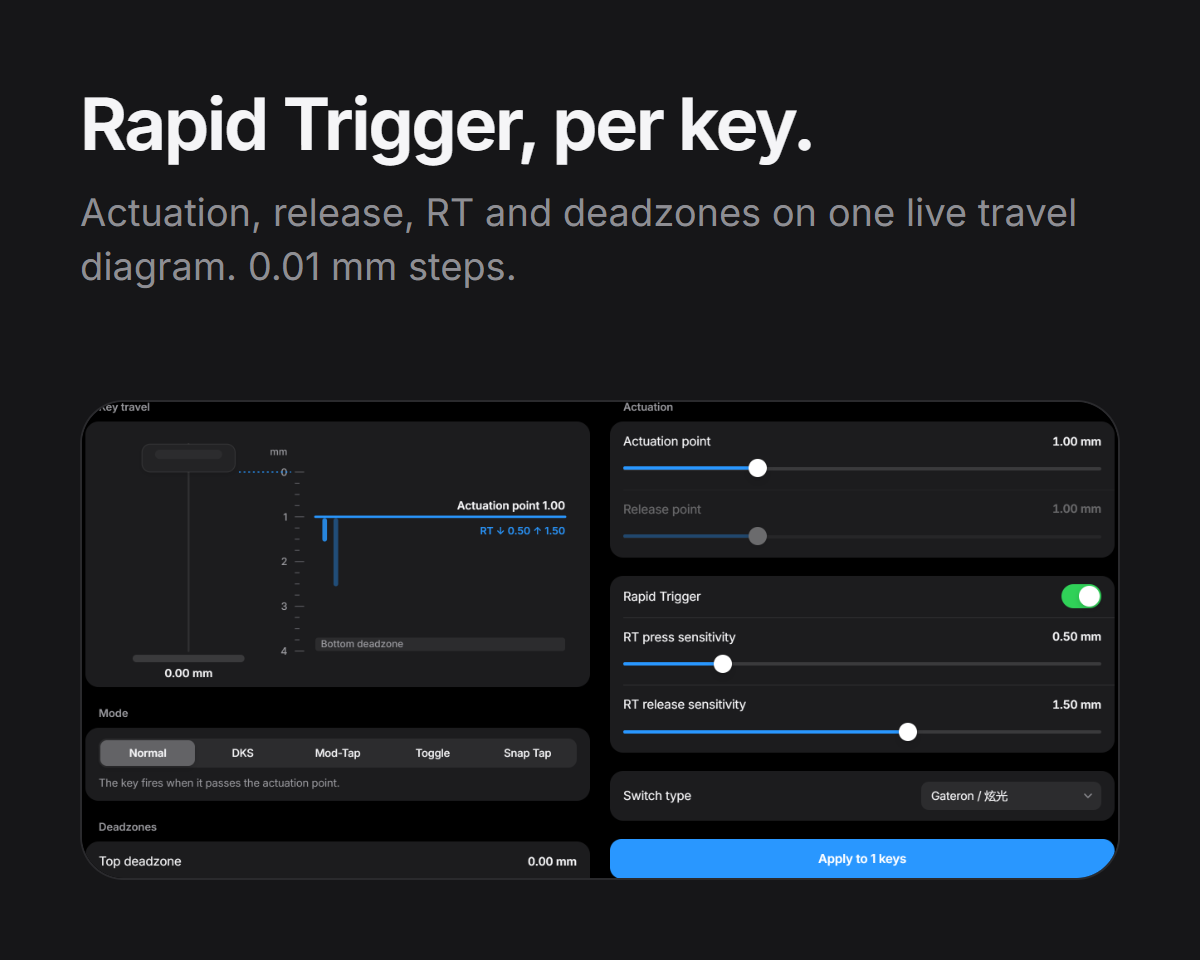 Rapid Trigger, per key.
Actuation, release, RT and deadzones on one live travel
diagram. 0.01 mm steps.
Key travel
mm
0
1
2
3
4
Actuation point 1.00
RT ↓ 0.50 ↑ 1.50
Bottom deadzone
0.00 mm
Mode
Normal DKS Mod-Tap Toggle Snap Tap
The key fires when it passes the actuation point.
Deadzones
Top deadzone 0.00 mm
Actuation
Actuation point 1.00 mm
Release point 1.00 mm
Rapid Trigger
RT press sensitivity 0.50 mm
RT release sensitivity 1.50 mm
Switch type Gateron / 炫光
Apply to 1 keys